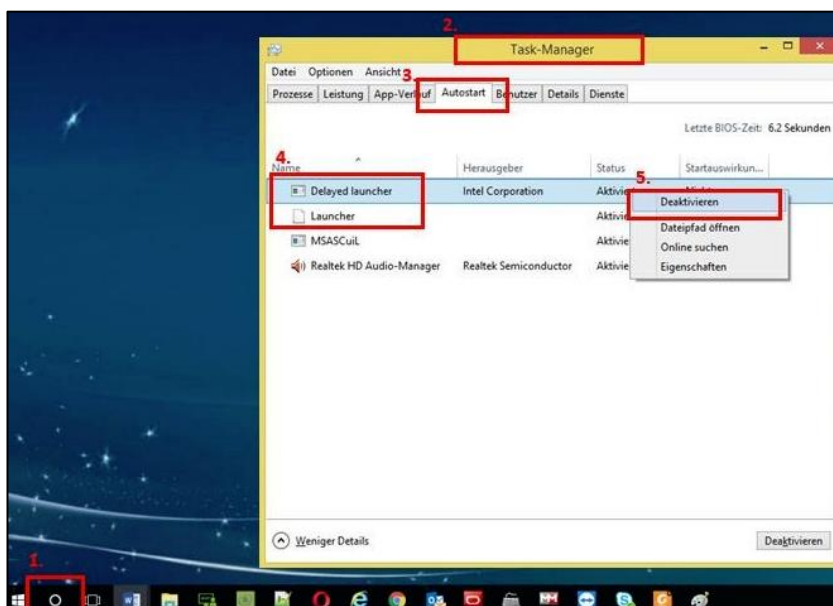 2.
Task-Manager
Datei Optionen Ansicht
3.
Prozesse Leistung App-Verlauf Autostart Benutzer Details Dienste
Letzte BIOS-Zeit: 6.2 Sekunden
4.
Name Herausgeber Status Startauswirkun...
5.
Delayed launcher Intel Corporation
Deaktivieren
Launcher
Dateipfad öffnen
MSASCuiL
Online suchen
Realtek HD Audio-Manager Realtek Semiconductor
Eigenschaften
Weniger Details Deaktivieren
1.